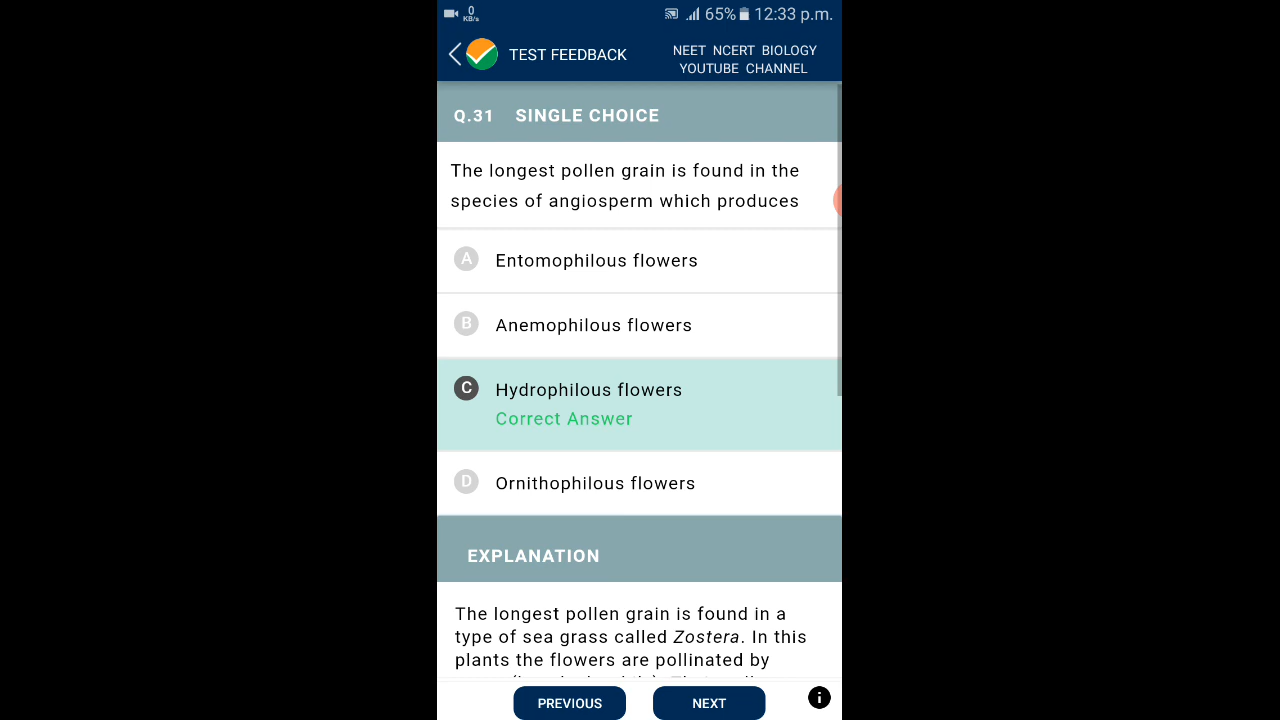 0
KB/s
65% 12:33 p.m.
TEST FEEDBACK
NEET NCERT BIOLOGY
YOUTUBE CHANNEL
Q.31 SINGLE CHOICE
The longest pollen grain is found in the
species of angiosperm which produces
A Entomophilous flowers
B Anemophilous flowers
C Hydrophilous flowers
Correct Answer
D Ornithophilous flowers
EXPLANATION
The longest pollen grain is found in a
type of sea grass called Zostera. In this
plants the flowers are pollinated by
PREVIOUS
NEXT
i